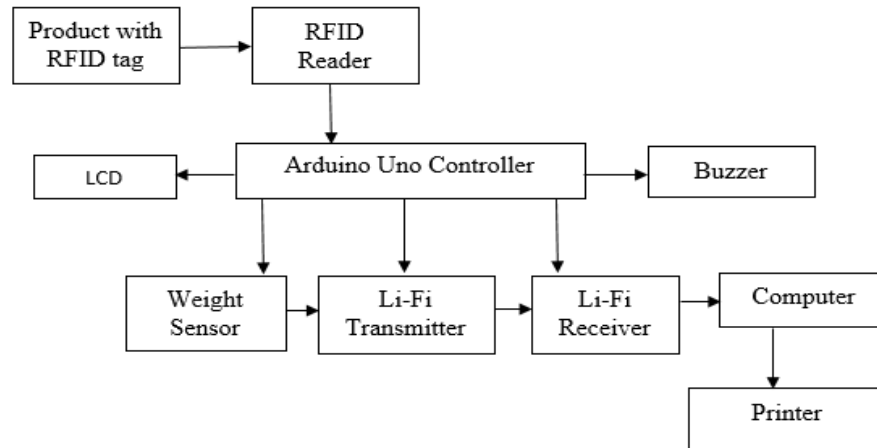 Product with
RFID tag
RFID
Reader
Arduino Uno Controller
LCD
Buzzer
Weight
Sensor
Li-Fi
Transmitter
Li-Fi
Receiver
Computer
Printer